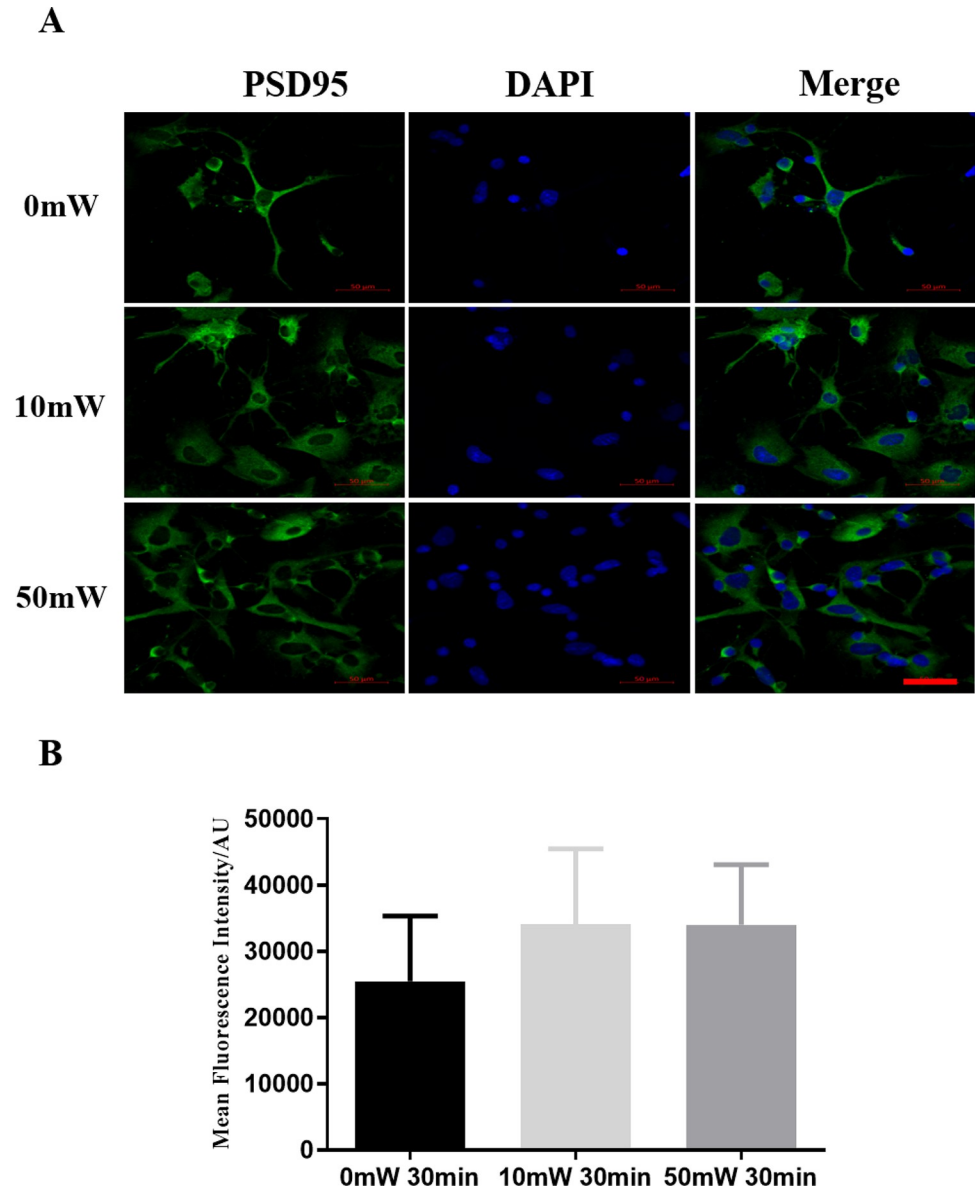 A
PSD95 DAPI Merge
0mW
50 µm 50 µm 50 µm
10mW
50 µm 50 µm 50 µm
50mW
50 µm 50 µm
B
Mean Fluorescence Intensity/AU
50000
40000
30000
20000
10000
0
0mW 30min 10mW 30min 50mW 30min